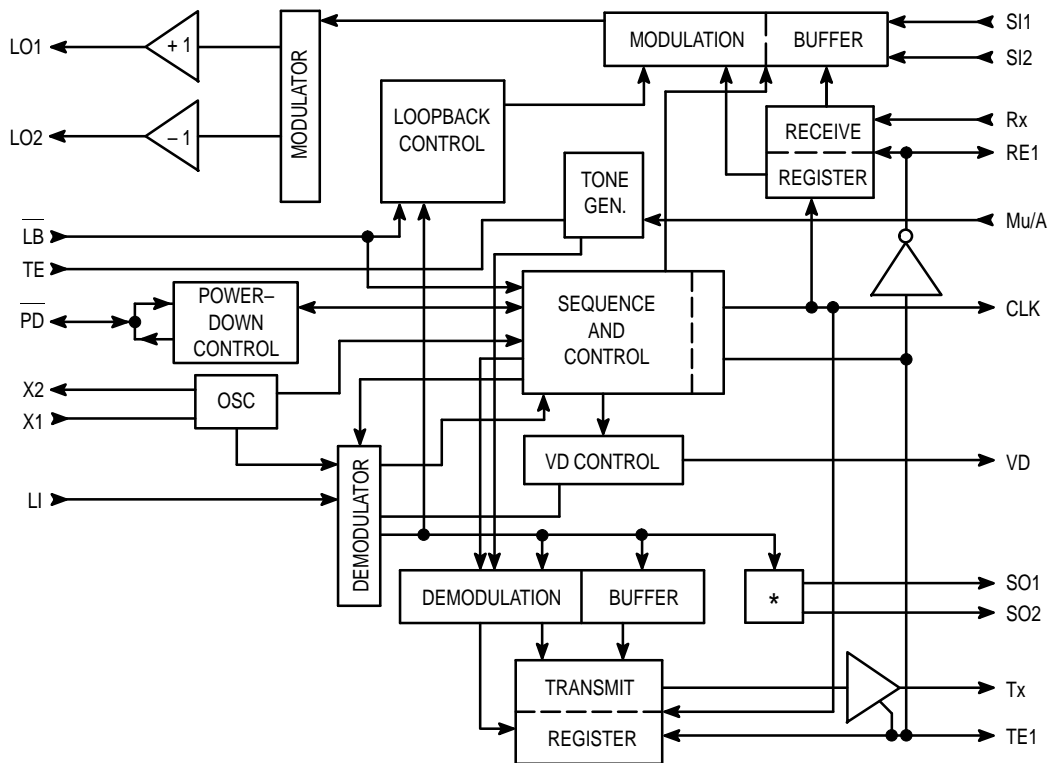 LO1
+ 1
LO2
– 1
MODULATOR
LOOPBACK
CONTROL
MODULATION
BUFFER
SI1
SI2
RECEIVE
REGISTER
Rx
RE1
TONE
GEN.
Mu/A
L̅B̅
TE
P̅D̅
POWER–
DOWN
CONTROL
SEQUENCE
AND
CONTROL
CLK
X2
X1
OSC
VD CONTROL
VD
LI
DEMODULATOR
DEMODULATION
BUFFER
*
SO1
SO2
TRANSMIT
REGISTER
Tx
TE1